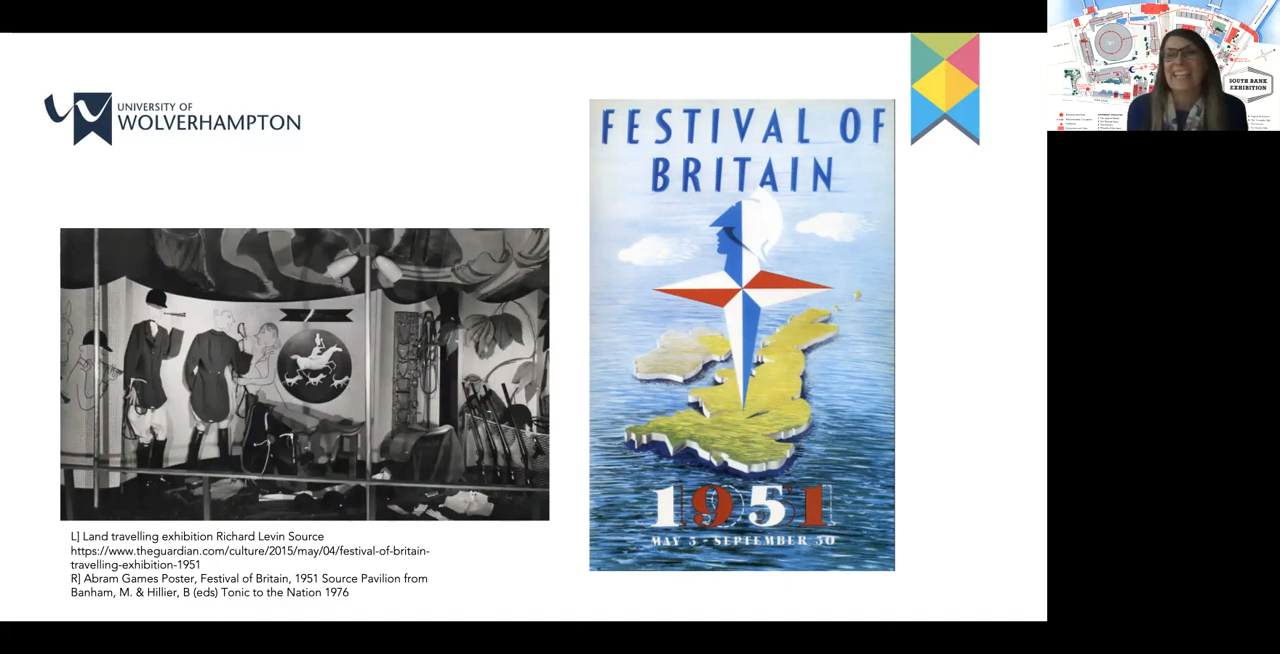 UNIVERSITY OF
WOLVERHAMPTON
FESTIVAL OF
BRITAIN
1951
MAY 3 - SEPTEMBER 30
L] Land travelling exhibition Richard Levin Source
https://www.theguardian.com/culture/2015/may/04/festival-of-britain-
travelling-exhibition-1951
R] Abram Games Poster, Festival of Britain, 1951 Source Pavilion from
Banham, M. & Hillier, B (eds) Tonic to the Nation 1976
SOUTH BANK
EXHIBITION